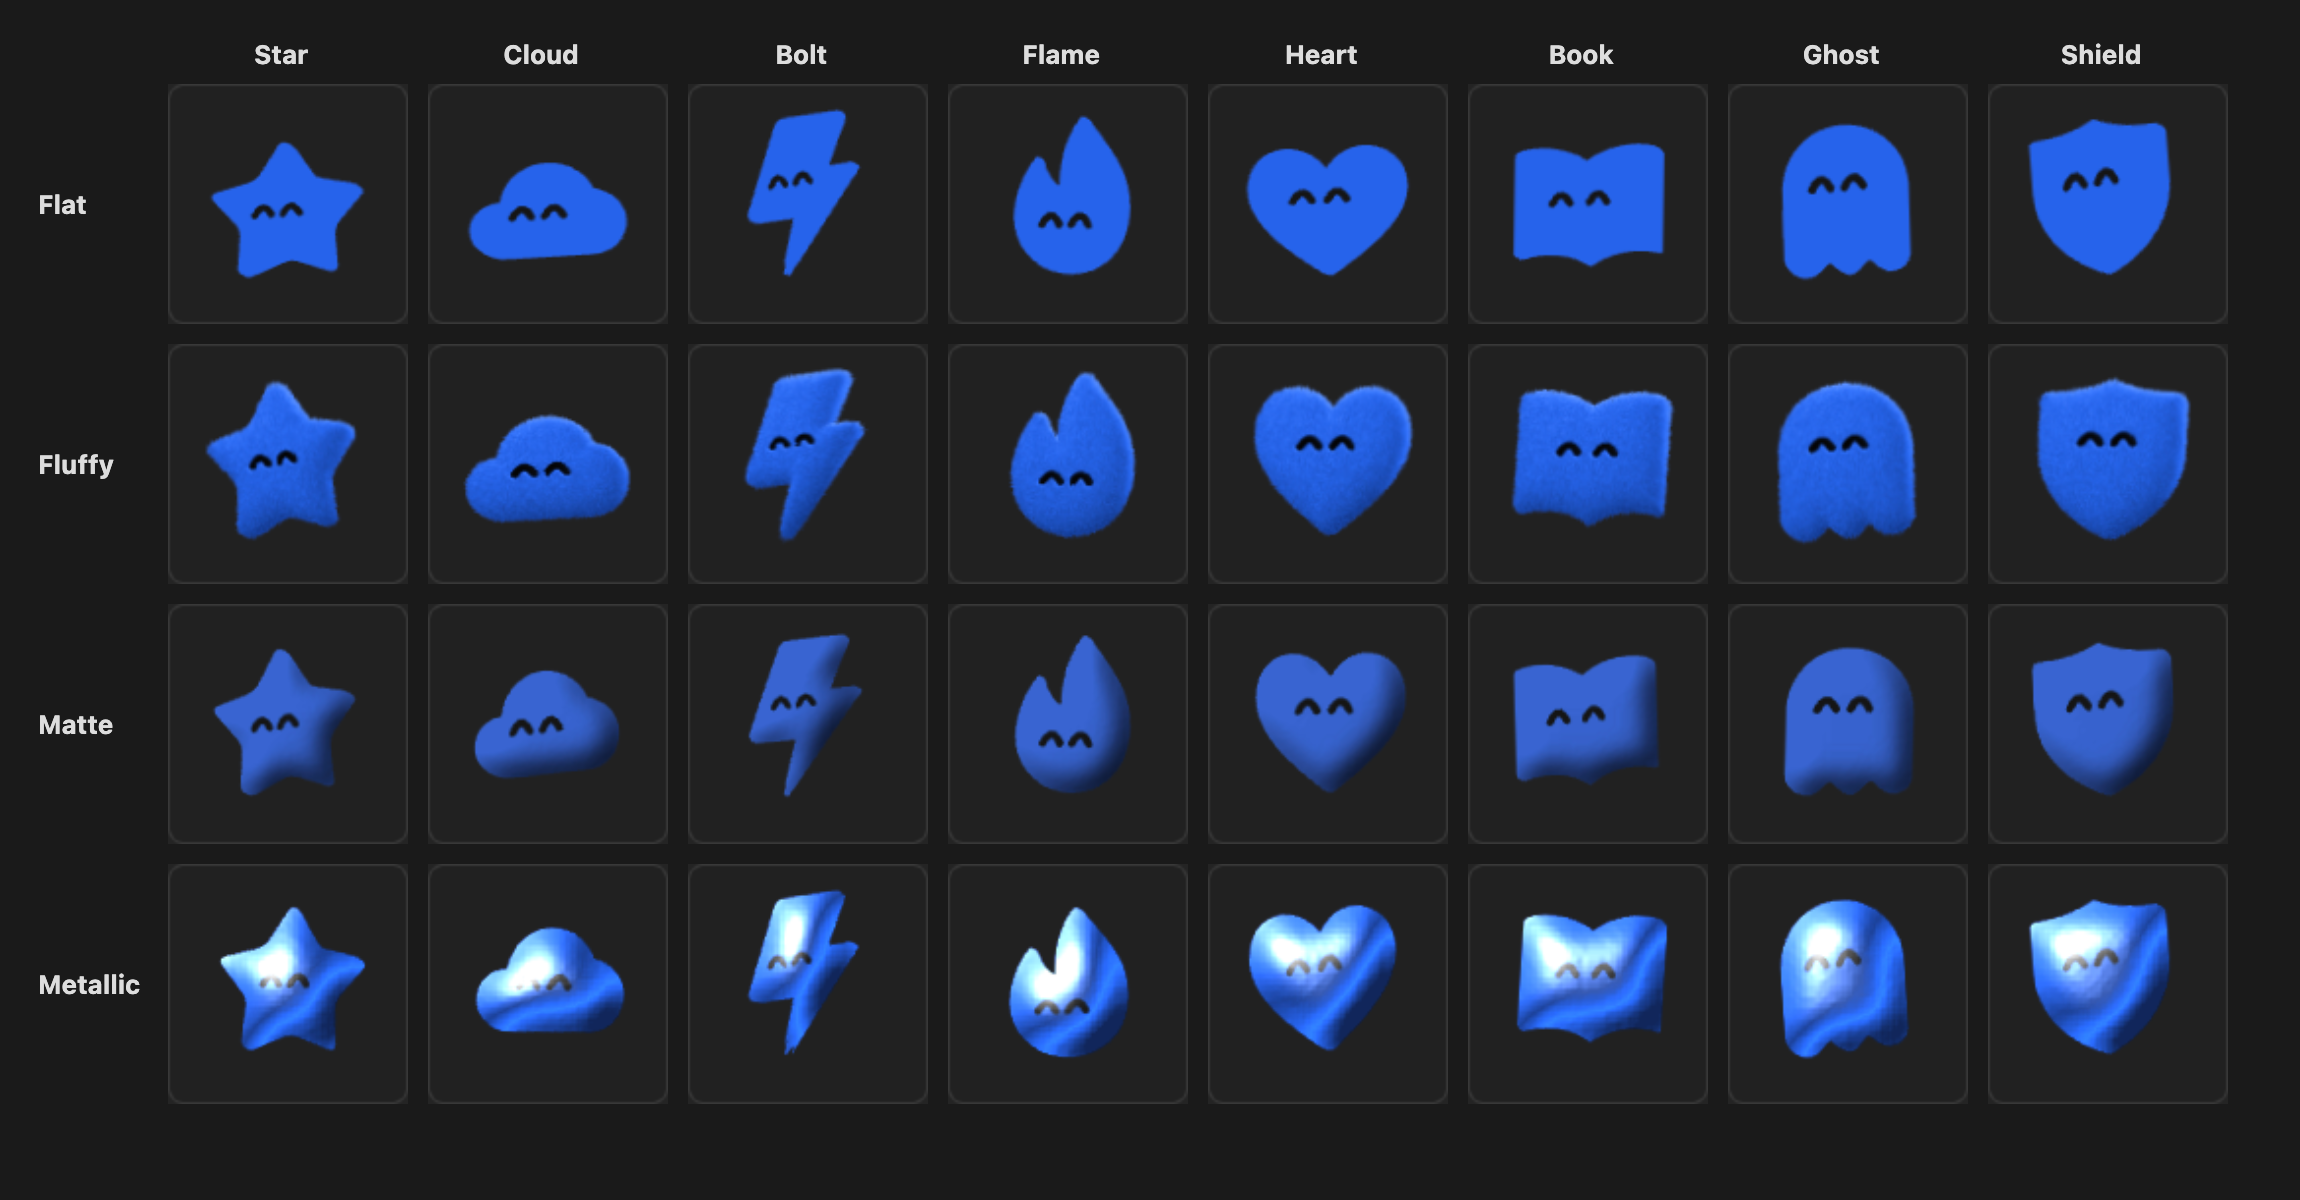 Star Cloud Bolt Flame Heart Book Ghost Shield
Flat
Fluffy
Matte
Metallic